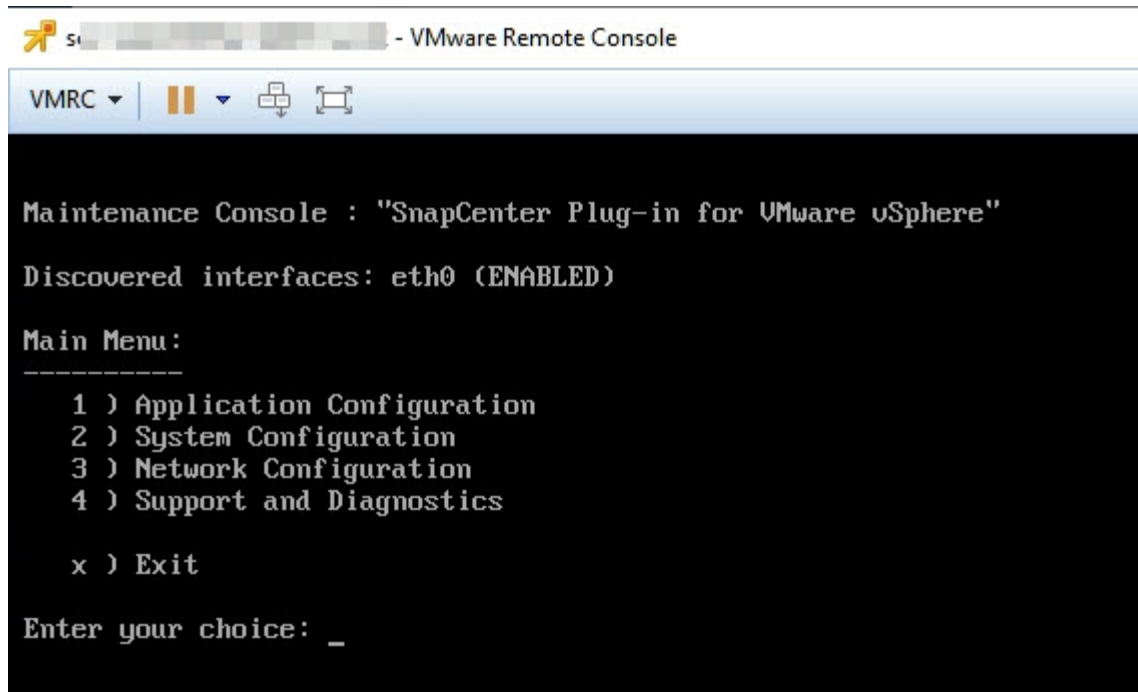 - VMware Remote Console
VMRC
Maintenance Console : "SnapCenter Plug-in for VMware vSphere"
Discovered interfaces: eth0 (ENABLED)
Main Menu:
----------
1 ) Application Configuration
2 ) System Configuration
3 ) Network Configuration
4 ) Support and Diagnostics
x ) Exit
Enter your choice: _